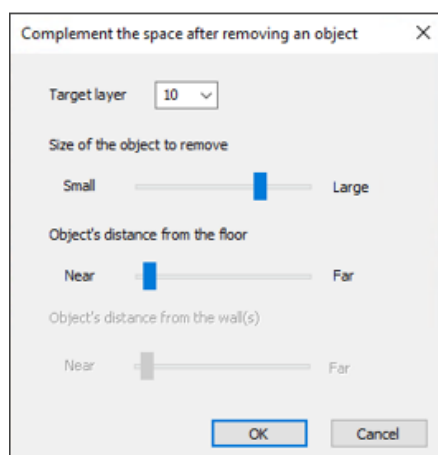 Complement the space after removing an object
Target layer 10
Size of the object to remove
Small Large
Object's distance from the floor
Near Far
Object's distance from the wall(s)
Near Far
OK Cancel